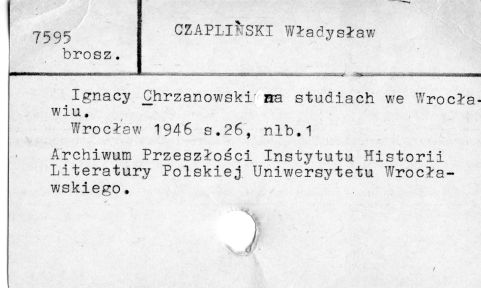 7595
brosz.
CZAPLIŃSKI Władysław
Ignacy Chrzanowski na studiach we Wrocła-
wiu.
Wrocław 1946 s.26, nlb.1
Archiwum Przeszłości Instytutu Historii
Literatury Polskiej Uniwersytetu Wrocła-
wskiego.